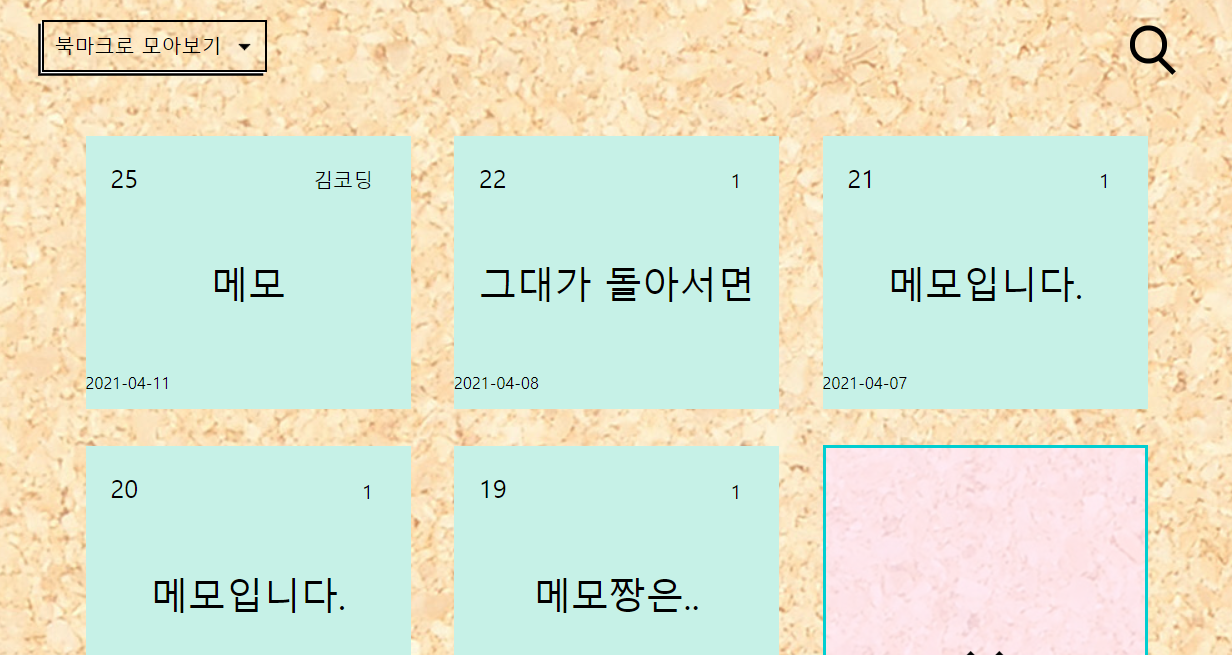 북마크로 모아보기
25 김코딩
22 1
21 1
메모
그대가 돌아서면
메모입니다.
2021-04-11
2021-04-08
2021-04-07
20 1
19 1
메모입니다.
메모짱은..